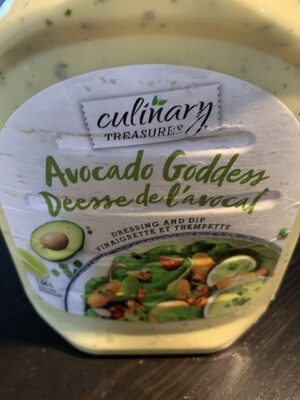 culinary
TREASURES
Avocado Goddess
Déesse de l'avocat
DRESSING AND DIP
VINAIGRETTE ET TREMPETTE